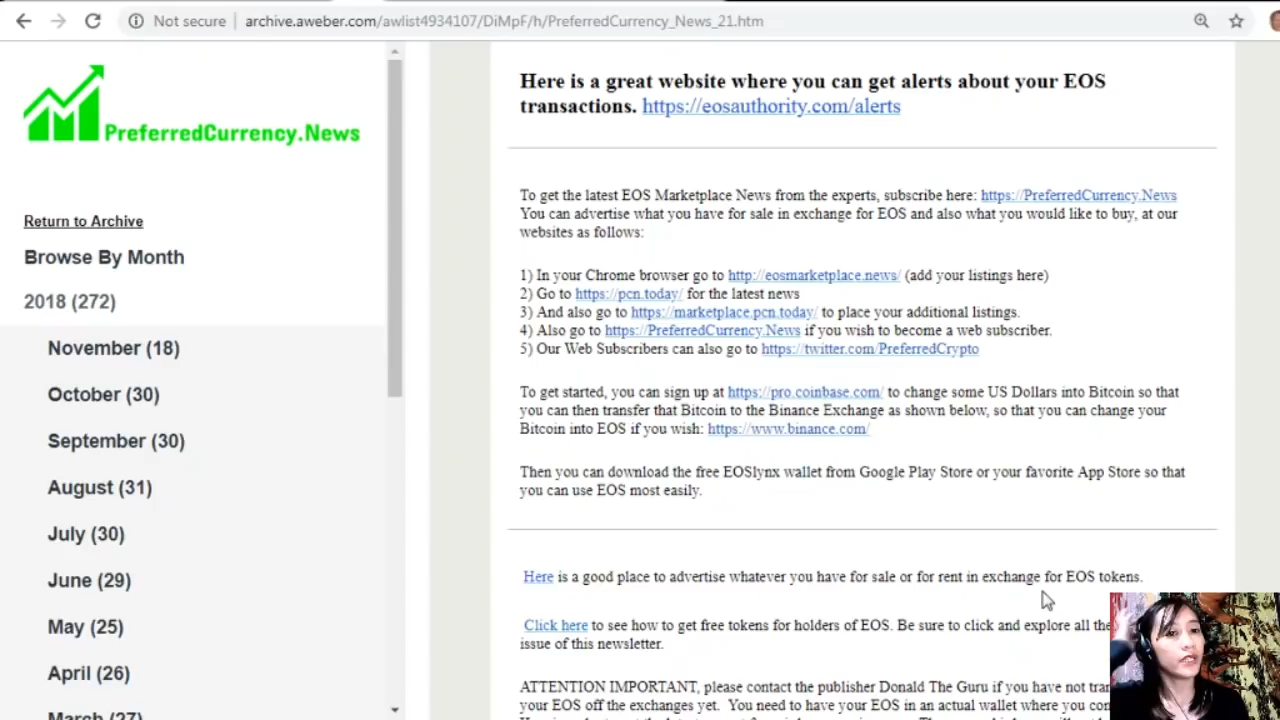 Not secure | archive.aweber.com/awlist4934107/DiMpF/h/PreferredCurrency_News_21.htm
PreferredCurrency.News
Return to Archive
Browse By Month
2018 (272)
November (18)
October (30)
September (30)
August (31)
July (30)
June (29)
May (25)
April (26)
March (27)
Here is a great website where you can get alerts about your EOS
transactions. https://eosauthority.com/alerts
To get the latest EOS Marketplace News from the experts, subscribe here: https://PreferredCurrency.News
You can advertise what you have for sale in exchange for EOS and also what you would like to buy, at our
websites as follows:
1) In your Chrome browser go to http://eosmarketplace.news/ (add your listings here)
2) Go to https://pcn.today/ for the latest news
3) And also go to https://marketplace.pcn.today/ to place your additional listings.
4) Also go to https://PreferredCurrency.News if you wish to become a web subscriber.
5) Our Web Subscribers can also go to https://twitter.com/PreferredCrypto
To get started, you can sign up at https://pro.coinbase.com/ to change some US Dollars into Bitcoin so that
you can then transfer that Bitcoin to the Binance Exchange as shown below, so that you can change your
Bitcoin into EOS if you wish: https://www.binance.com/
Then you can download the free EOSlynx wallet from Google Play Store or your favorite App Store so that
you can use EOS most easily.
Here is a good place to advertise whatever you have for sale or for rent in exchange for EOS tokens.
Click here to see how to get free tokens for holders of EOS. Be sure to click and explore all the
issue of this newsletter.
ATTENTION IMPORTANT, please contact the publisher Donald The Guru if you have not
your EOS off the exchanges yet. You need to have your EOS in an actual wallet where you